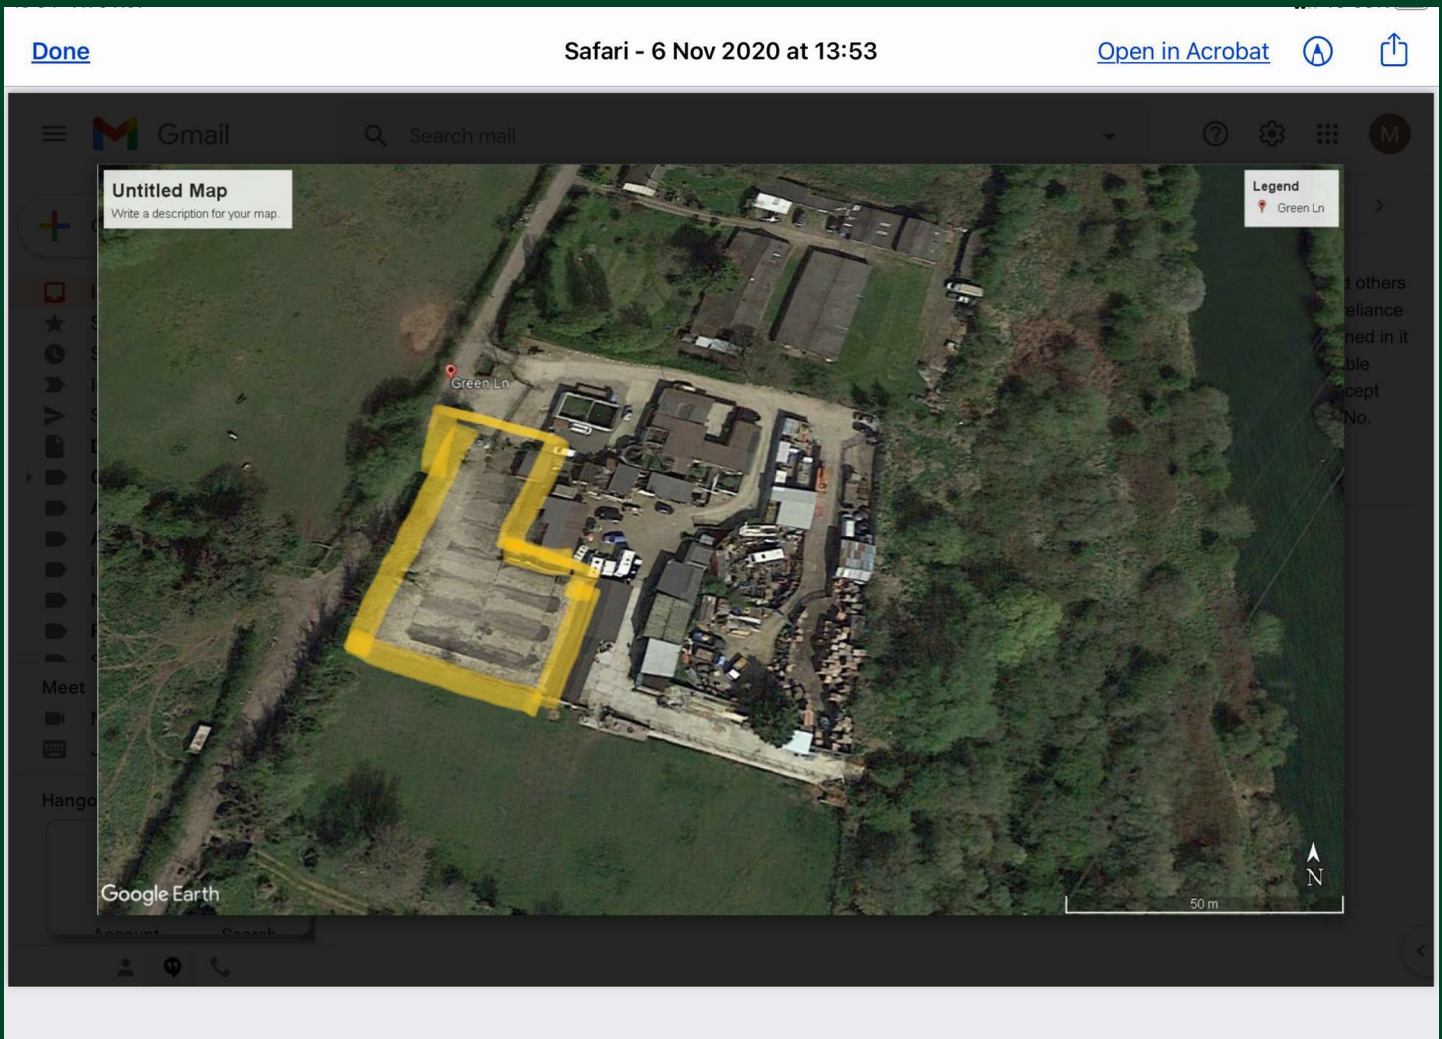 Done
Safari - 6 Nov 2020 at 13:53
Open in Acrobat
Gmail
Search mail
M
Untitled Map
Write a description for your map.
Legend
Green Ln
others
eliance
ned in it
ble
cept
No.
Green Ln
Meet
Hango
Google Earth
N
50 m
Account
Search